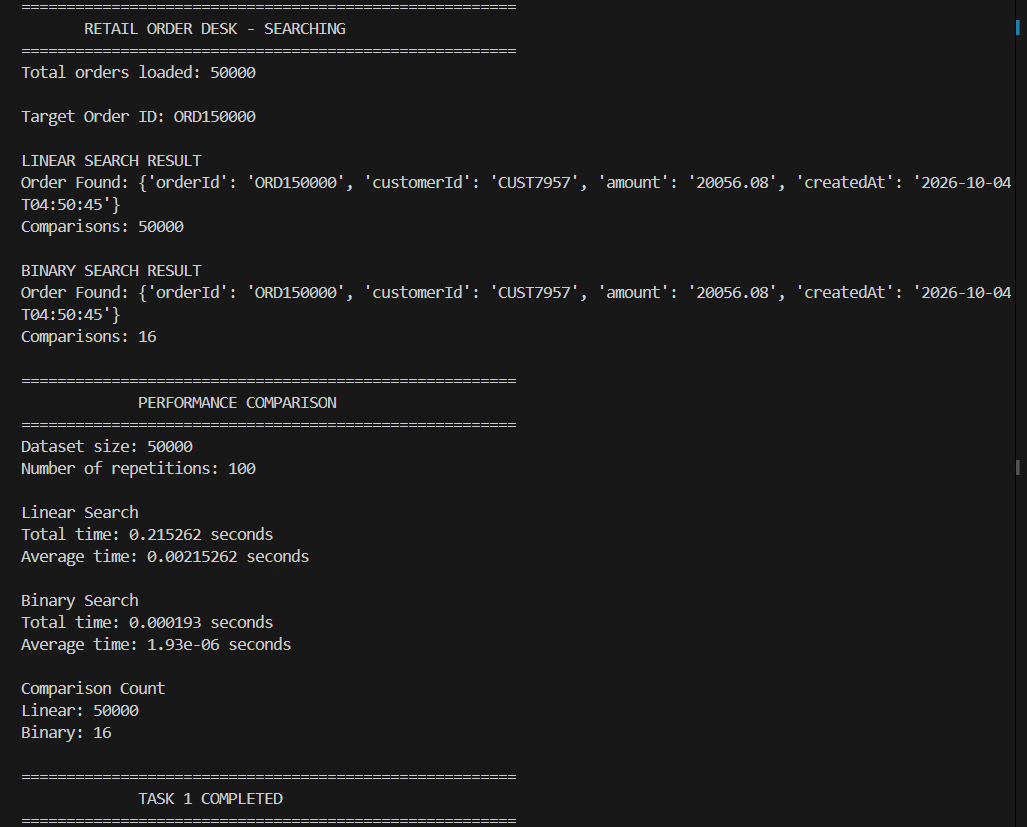 =======================================================
RETAIL ORDER DESK - SEARCHING
=======================================================
Total orders loaded: 50000
Target Order ID: ORD150000
LINEAR SEARCH RESULT
Order Found: {'orderId': 'ORD150000', 'customerId': 'CUST7957', 'amount': '20056.08', 'createdAt': '2026-10-04
T04:50:45'}
Comparisons: 50000
BINARY SEARCH RESULT
Order Found: {'orderId': 'ORD150000', 'customerId': 'CUST7957', 'amount': '20056.08', 'createdAt': '2026-10-04
T04:50:45'}
Comparisons: 16
=======================================================
PERFORMANCE COMPARISON
=======================================================
Dataset size: 50000
Number of repetitions: 100
Linear Search
Total time: 0.215262 seconds
Average time: 0.00215262 seconds
Binary Search
Total time: 0.000193 seconds
Average time: 1.93e-06 seconds
Comparison Count
Linear: 50000
Binary: 16
=======================================================
TASK 1 COMPLETED
=======================================================